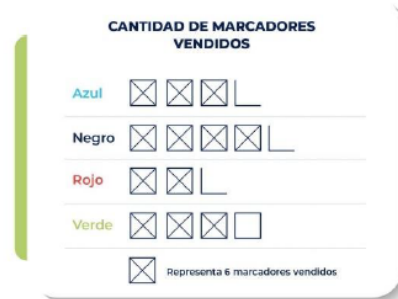 CANTIDAD DE MARCADORES
VENDIDOS
Azul
Negro
Rojo
Verde
Representa 6 marcadores vendidos